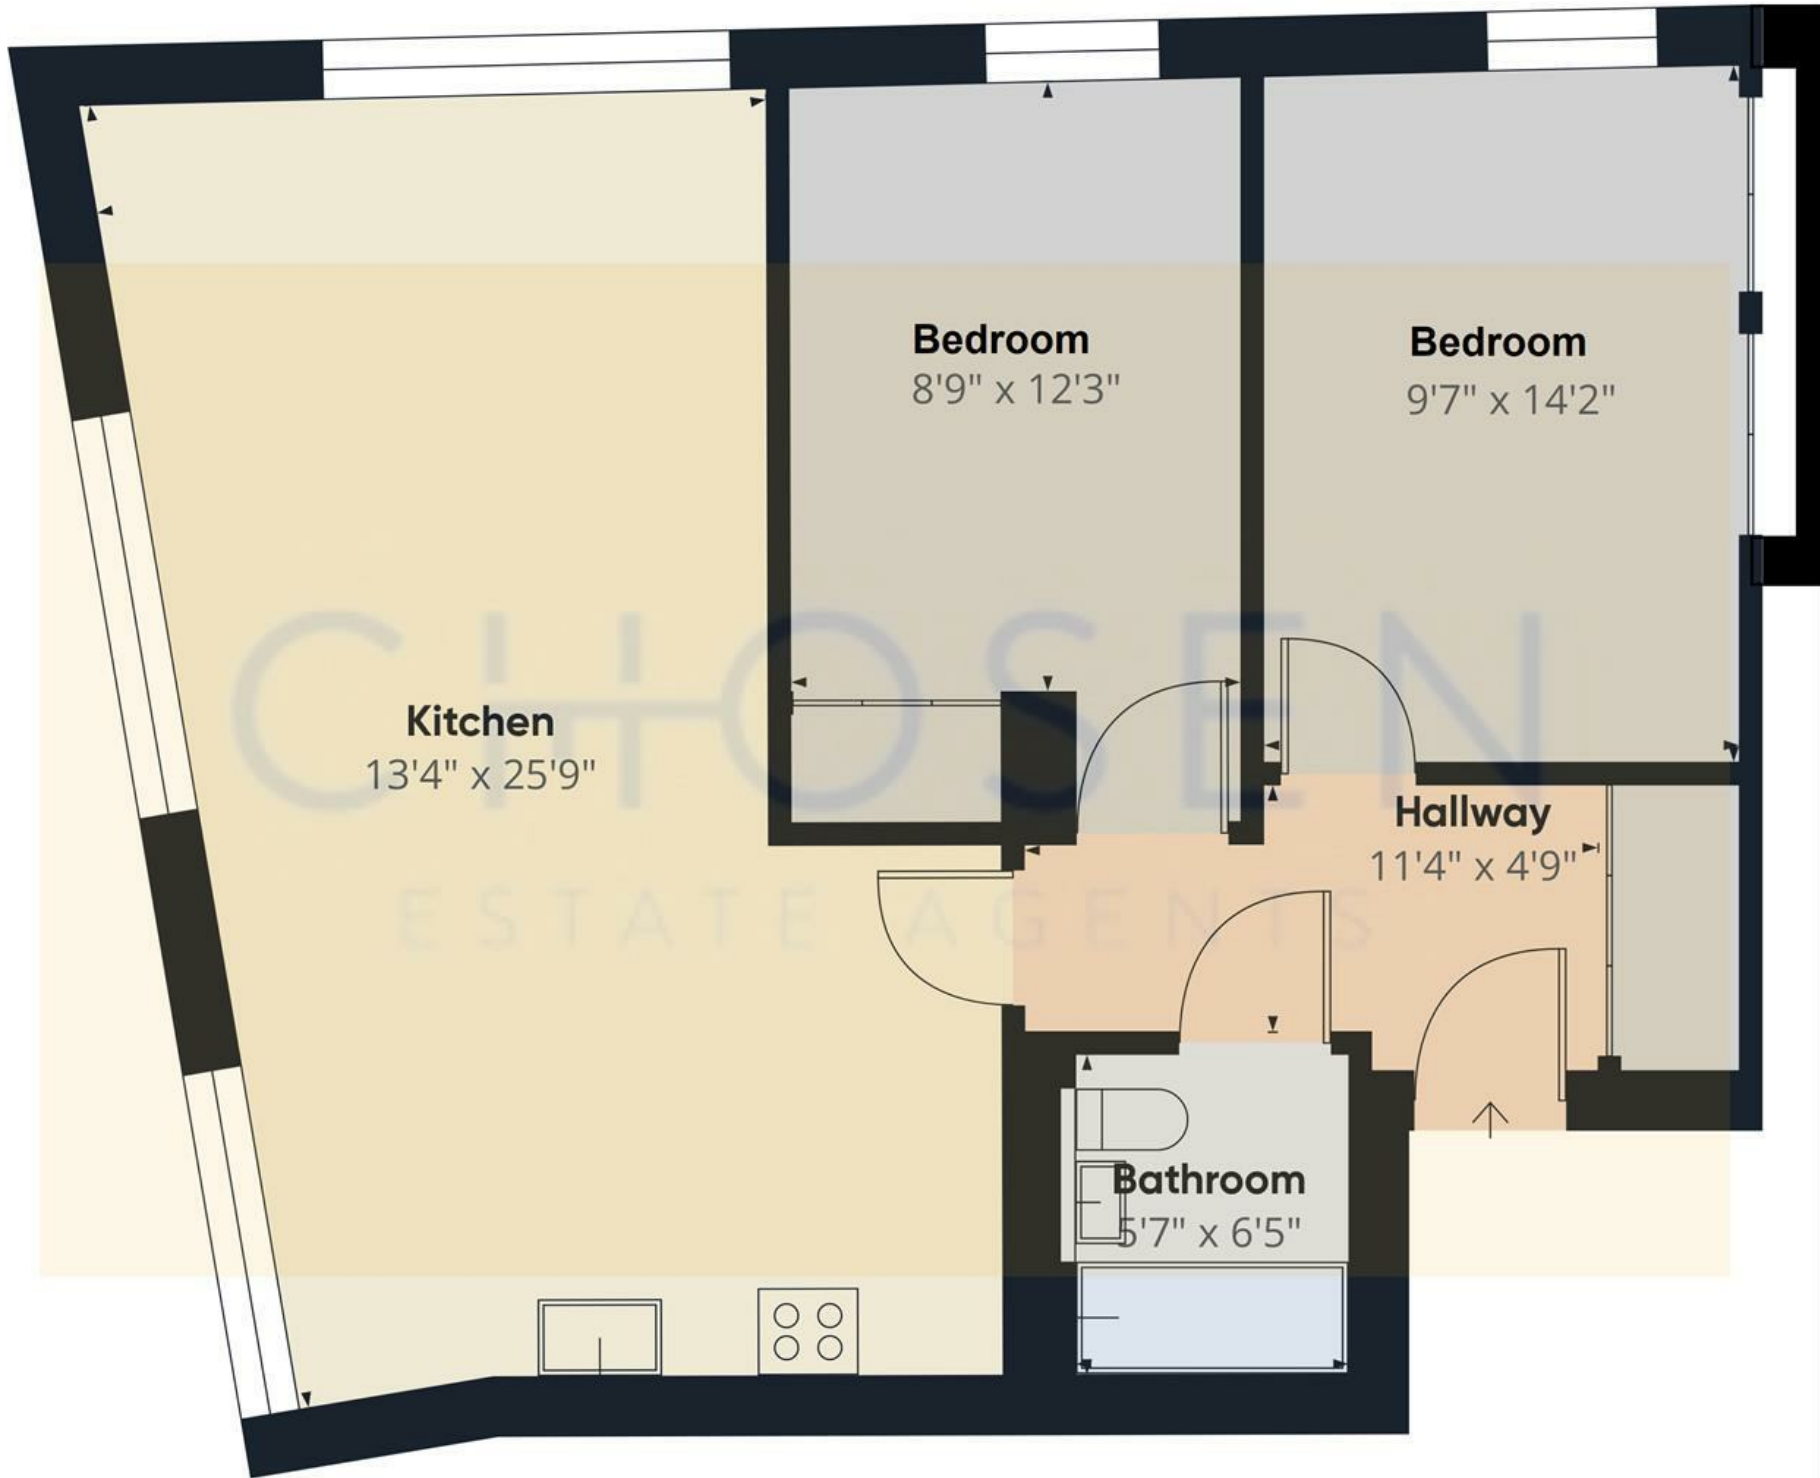 Bedroom
8'9" x 12'3"
Bedroom
9'7" x 14'2"
Kitchen
13'4" x 25'9"
Hallway
11'4" x 4'9"
CHOSEN
ESTATE AGENTS
Bathroom
5'7" x 6'5"